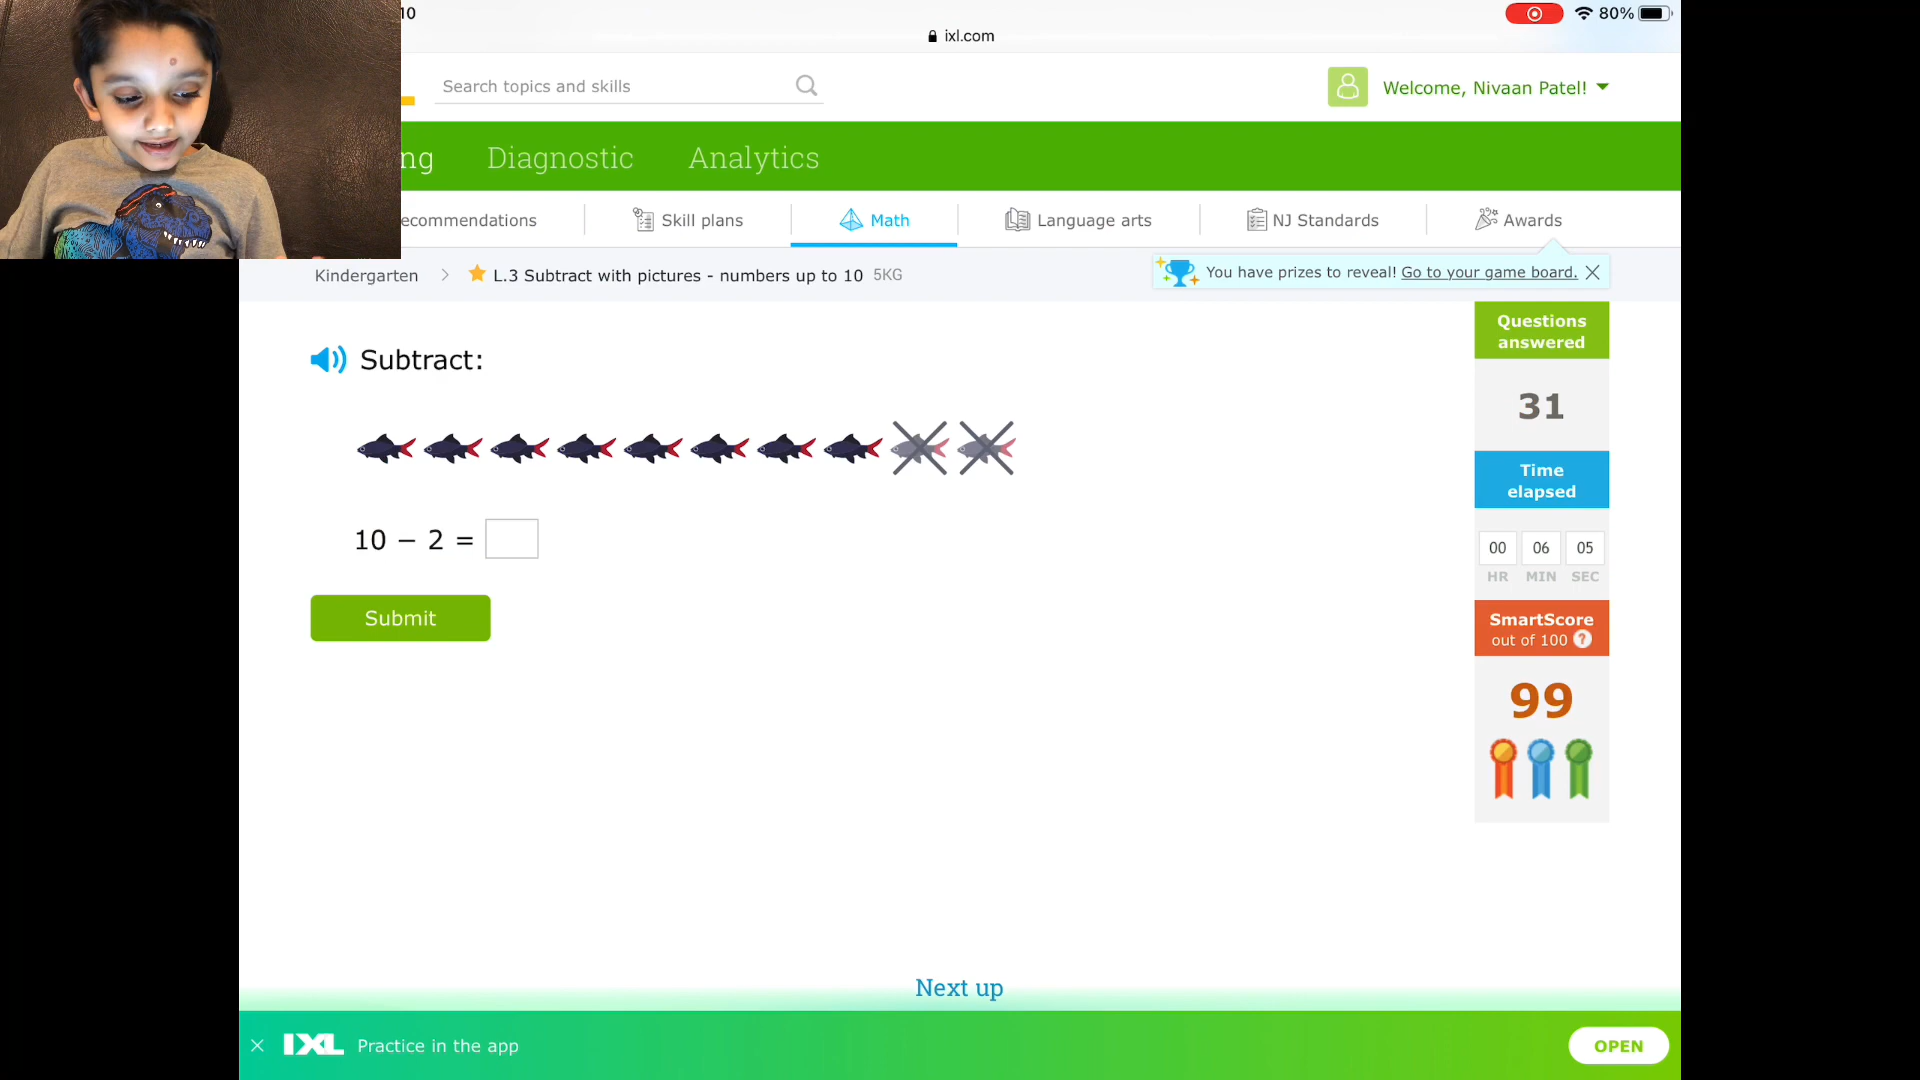 10
80%
ixl.com
Search topics and skills
Welcome, Nivaan Patel!
ng
Diagnostic
Analytics
ecommendations
Skill plans
Math
Language arts
NJ Standards
Awards
Kindergarten
L.3 Subtract with pictures - numbers up to 10 5KG
You have prizes to reveal! Go to your game board.
Subtract:
10 − 2 =
Submit
Questions
answered
31
Time
elapsed
00 06 05
HR MIN SEC
SmartScore
out of 100 ?
99
Next up
IXL Practice in the app
OPEN